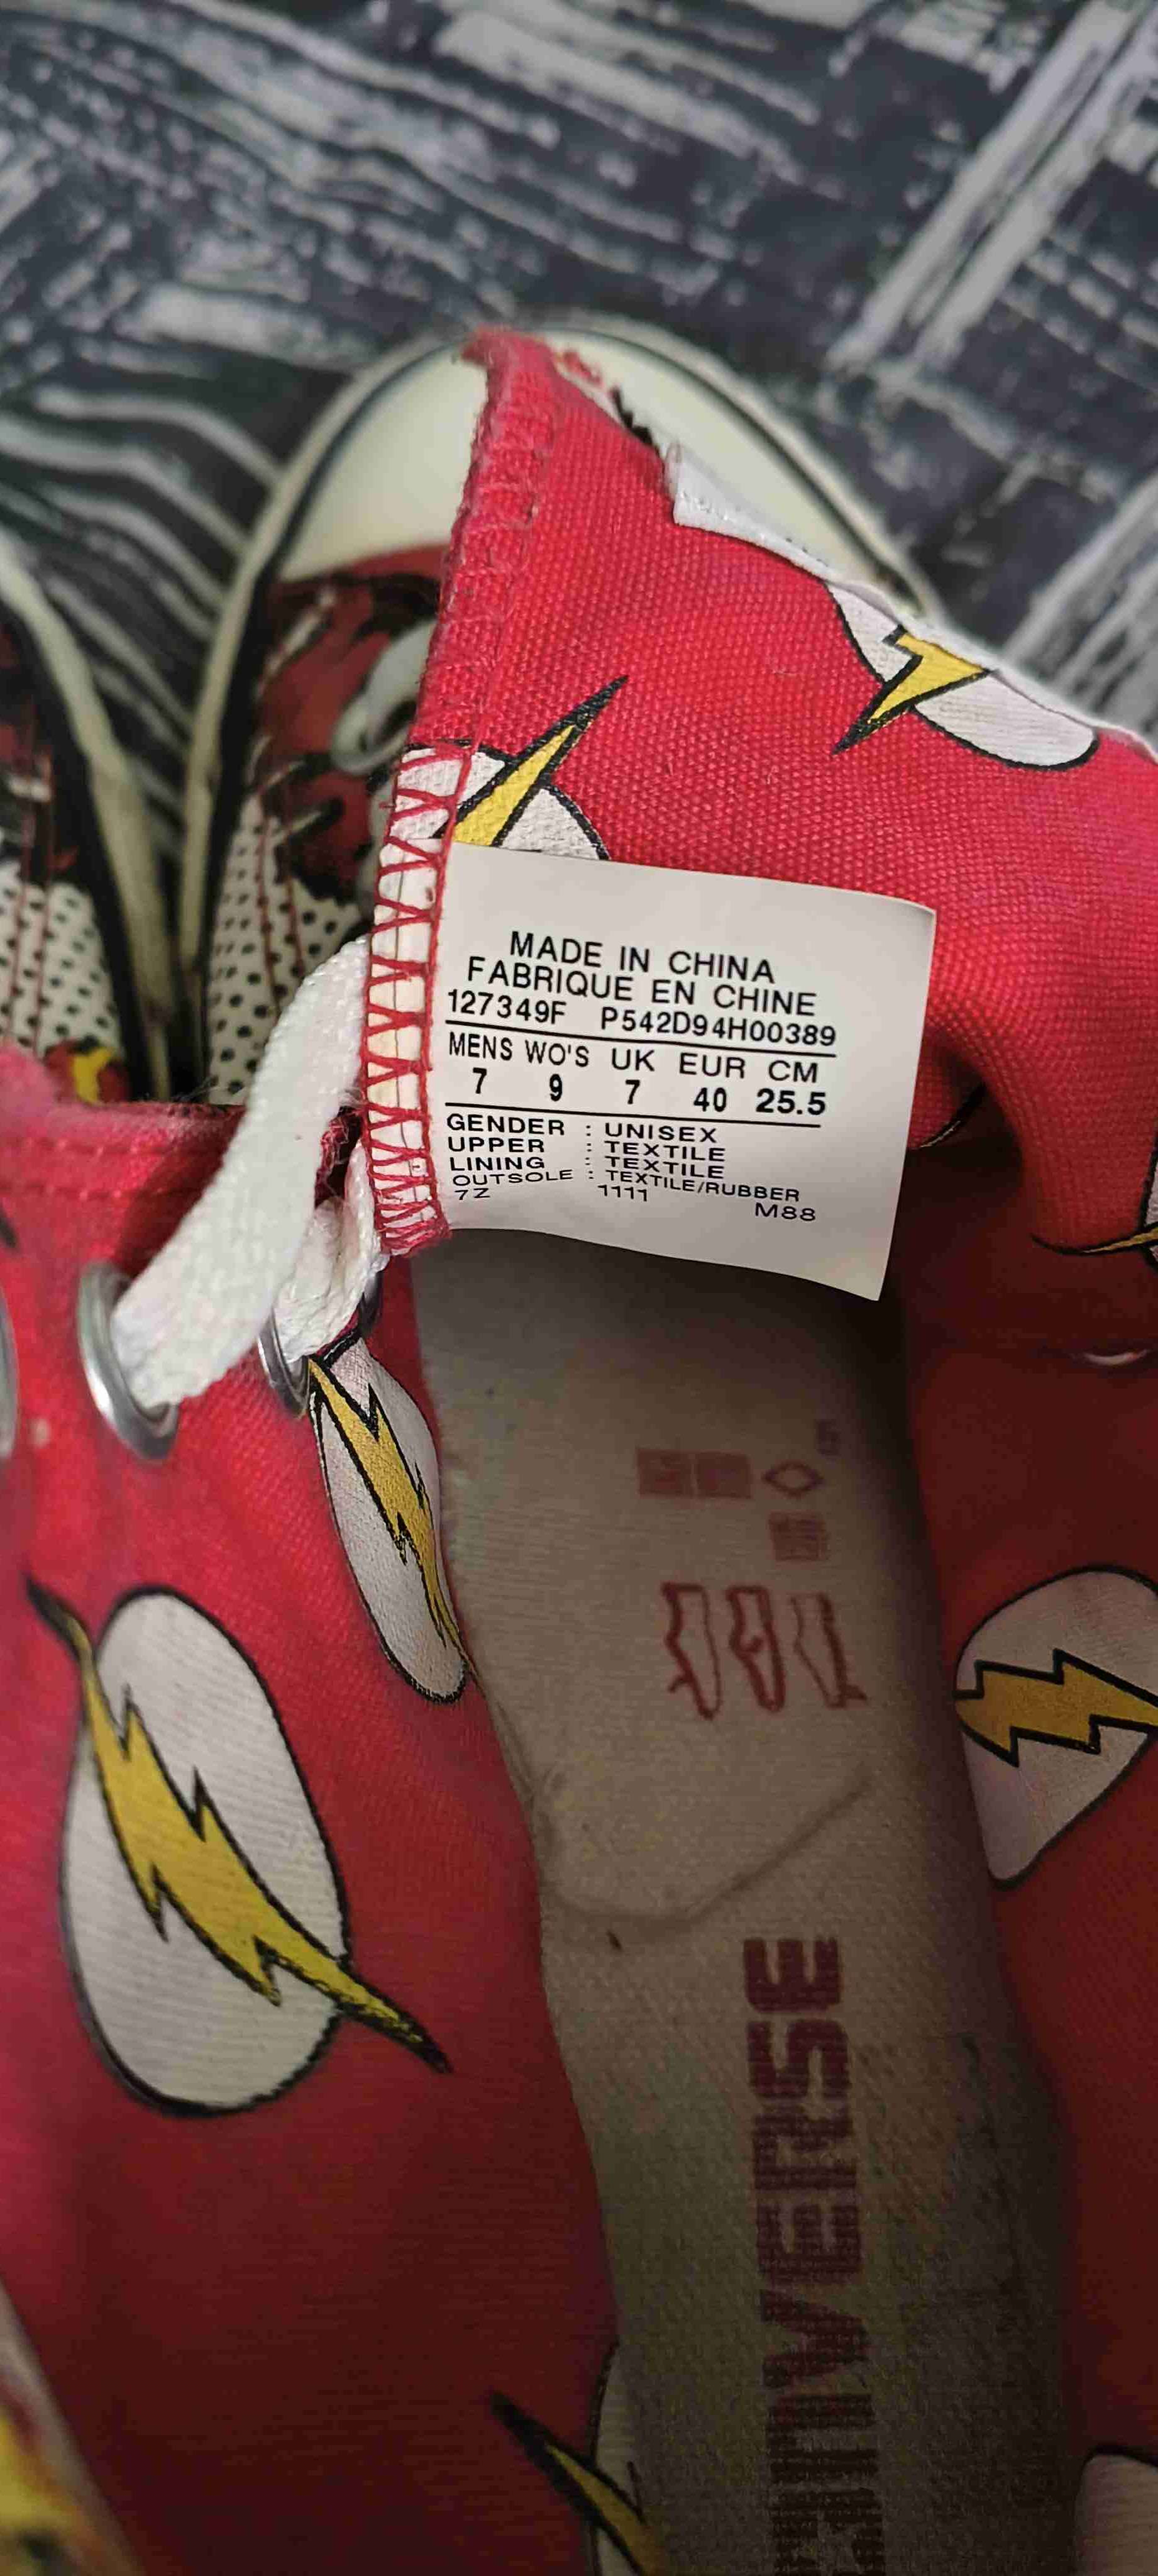 MADE IN CHINA
FABRIQUE EN CHINE
127349F P542D94H00389
MENS WO'S UK EUR CM
7 9 7 40 25.5
GENDER : UNISEX
UPPER : TEXTILE
LINING : TEXTILE
OUTSOLE : TEXTILE/RUBBER
7Z 1111 M88
CONVERSE